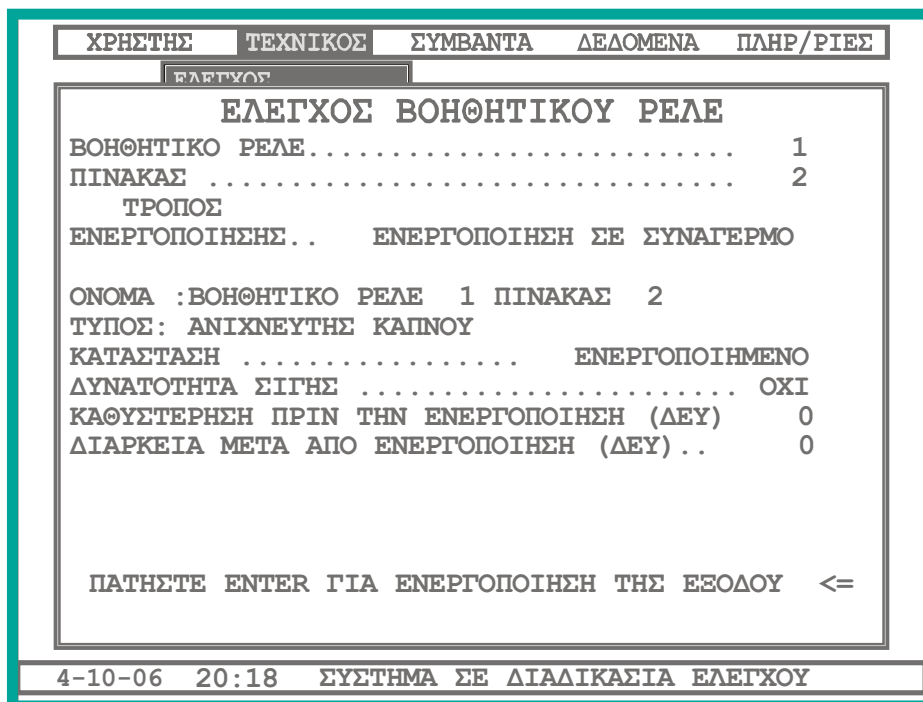 ΧΡΗΣΤΗΣ ΤΕΧΝΙΚΟΣ ΣΥΜΒΑΝΤΑ ΔΕΔΟΜΕΝΑ ΠΛΗΡ/ΡΙΕΣ
ΕΛΕΓΧΟΣ
ΕΛΕΓΧΟΣ ΒΟΗΘΗΤΙΚΟΥ ΡΕΛΕ
ΒΟΗΘΗΤΙΚΟ ΡΕΛΕ.......................... 1
ΠΙΝΑΚΑΣ ................................ 2
ΤΡΟΠΟΣ
ΕΝΕΡΓΟΠΟΙΗΣΗΣ.. ΕΝΕΡΓΟΠΟΙΗΣΗ ΣΕ ΣΥΝΑΓΕΡΜΟ
ΟΝΟΜΑ :ΒΟΗΘΗΤΙΚΟ ΡΕΛΕ 1 ΠΙΝΑΚΑΣ 2
ΤΥΠΟΣ: ΑΝΙΧΝΕΥΤΗΣ ΚΑΠΝΟΥ
ΚΑΤΑΣΤΑΣΗ ................. ΕΝΕΡΓΟΠΟΙΗΜΕΝΟ
ΔΥΝΑΤΟΤΗΤΑ ΣΙΓΗΣ ....................... ΟΧΙ
ΚΑΘΥΣΤΕΡΗΣΗ ΠΡΙΝ ΤΗΝ ΕΝΕΡΓΟΠΟΙΗΣΗ (ΔΕΥ) 0
ΔΙΑΡΚΕΙΑ ΜΕΤΑ ΑΠΟ ΕΝΕΡΓΟΠΟΙΗΣΗ (ΔΕΥ).. 0
ΠΑΤΗΣΤΕ ENTER ΓΙΑ ΕΝΕΡΓΟΠΟΙΗΣΗ ΤΗΣ ΕΞΟΔΟΥ <=
4-10-06 20:18 ΣΥΣΤΗΜΑ ΣΕ ΔΙΑΔΙΚΑΣΙΑ ΕΛΕΓΧΟΥ